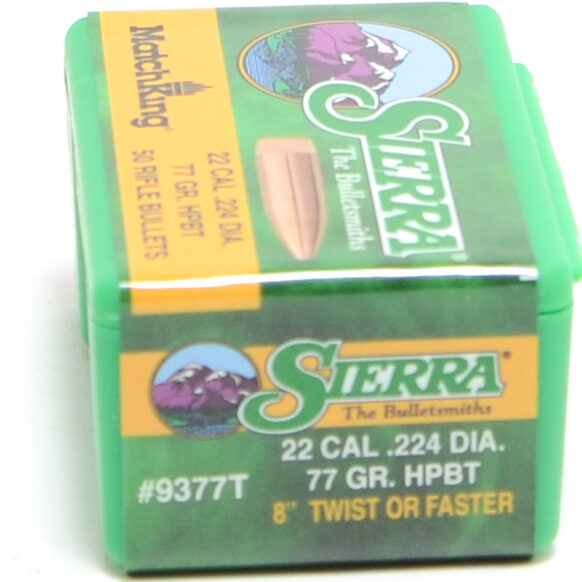 MatchKing®
22 CAL .224 DIA.
77 GR. HPBT
50 RIFLE BULLETS
SIERRA®
The Bulletsmiths
SIERRA®
The Bulletsmiths
22 CAL .224 DIA.
#9377T
77 GR. HPBT
8" TWIST OR FASTER